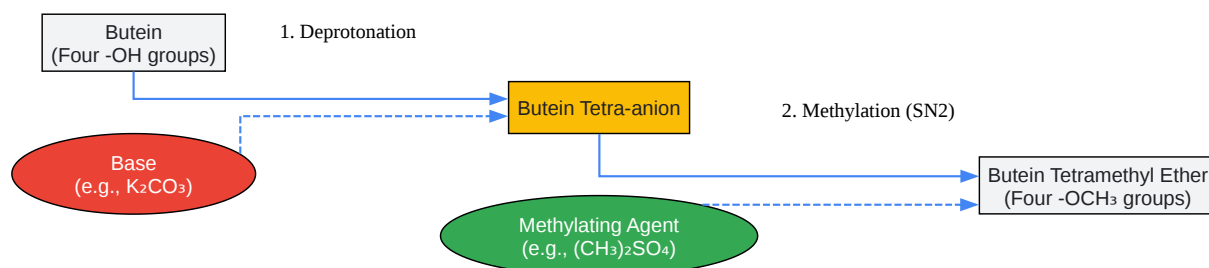 Butein
(Four -OH groups)
1. Deprotonation
Base
(e.g., K₂CO₃)
Butein Tetra-anion
2. Methylation (SN2)
Methylating Agent
(e.g., (CH₃)₂SO₄)
Butein Tetramethyl Ether
(Four -OCH₃ groups)